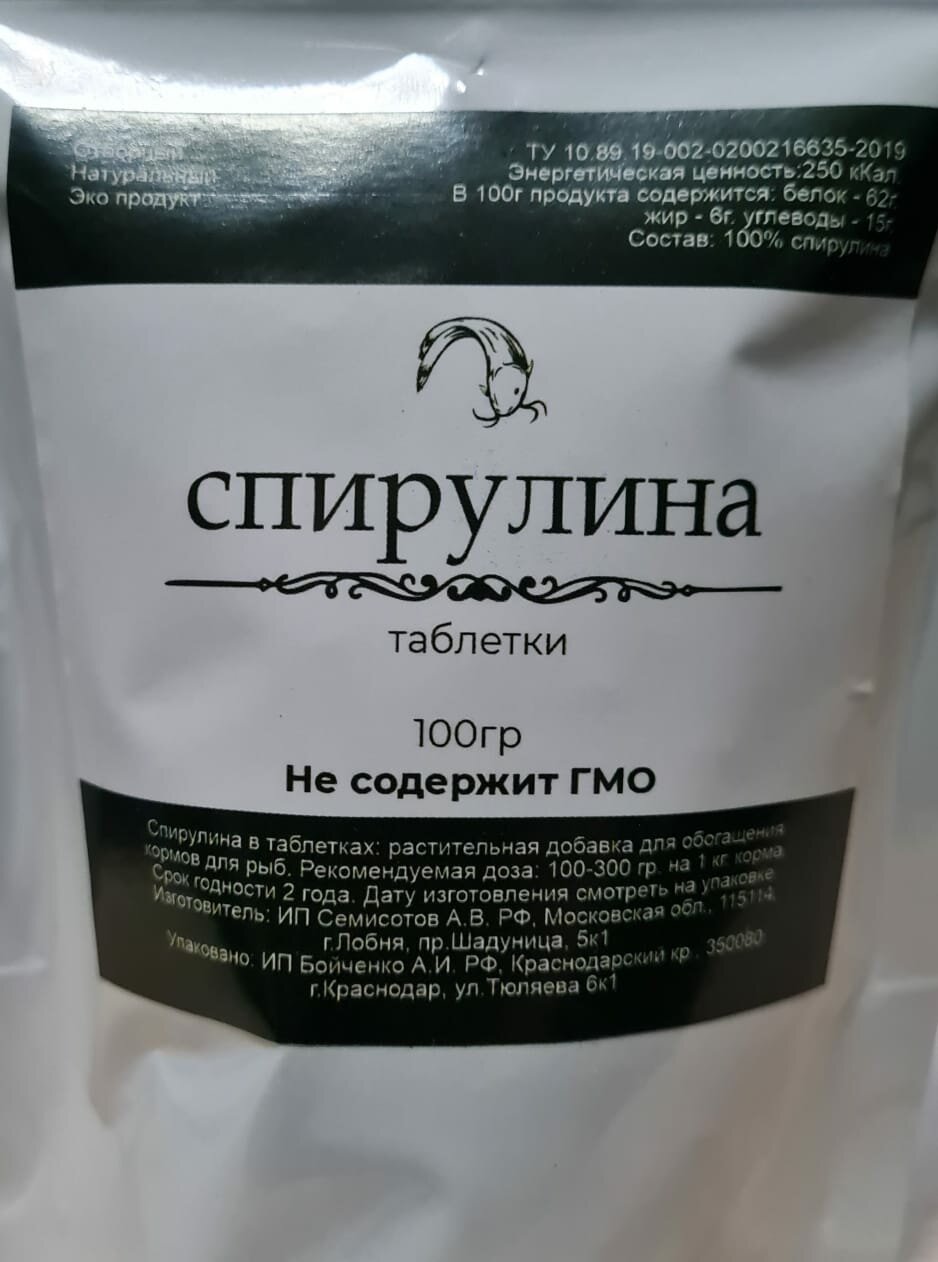 Отборный
Натуральный
Эко продукт
ТУ 10.89.19-002-0200216635-2019
Энергетическая ценность:250 кКал.
В 100г продукта содержится: белок - 62г,
жир - 6г, углеводы - 15г,
Состав: 100% спирулина
спирулина
таблетки
100гр
Не содержит ГМО
Спирулина в таблетках: растительная добавка для обогащения
кормов для рыб. Рекомендуемая доза: 100-300 гр. на 1 кг. корма.
Срок годности 2 года. Дату изготовления смотреть на упаковке
Изготовитель: ИП Семисотов А.В. РФ, Московская обл., 115114,
г.Лобня, пр.Шадуница, 5к1
Упаковано: ИП Бойченко А.И. РФ, Краснодарский кр., 350080
г.Краснодар, ул.Тюляева 6к1